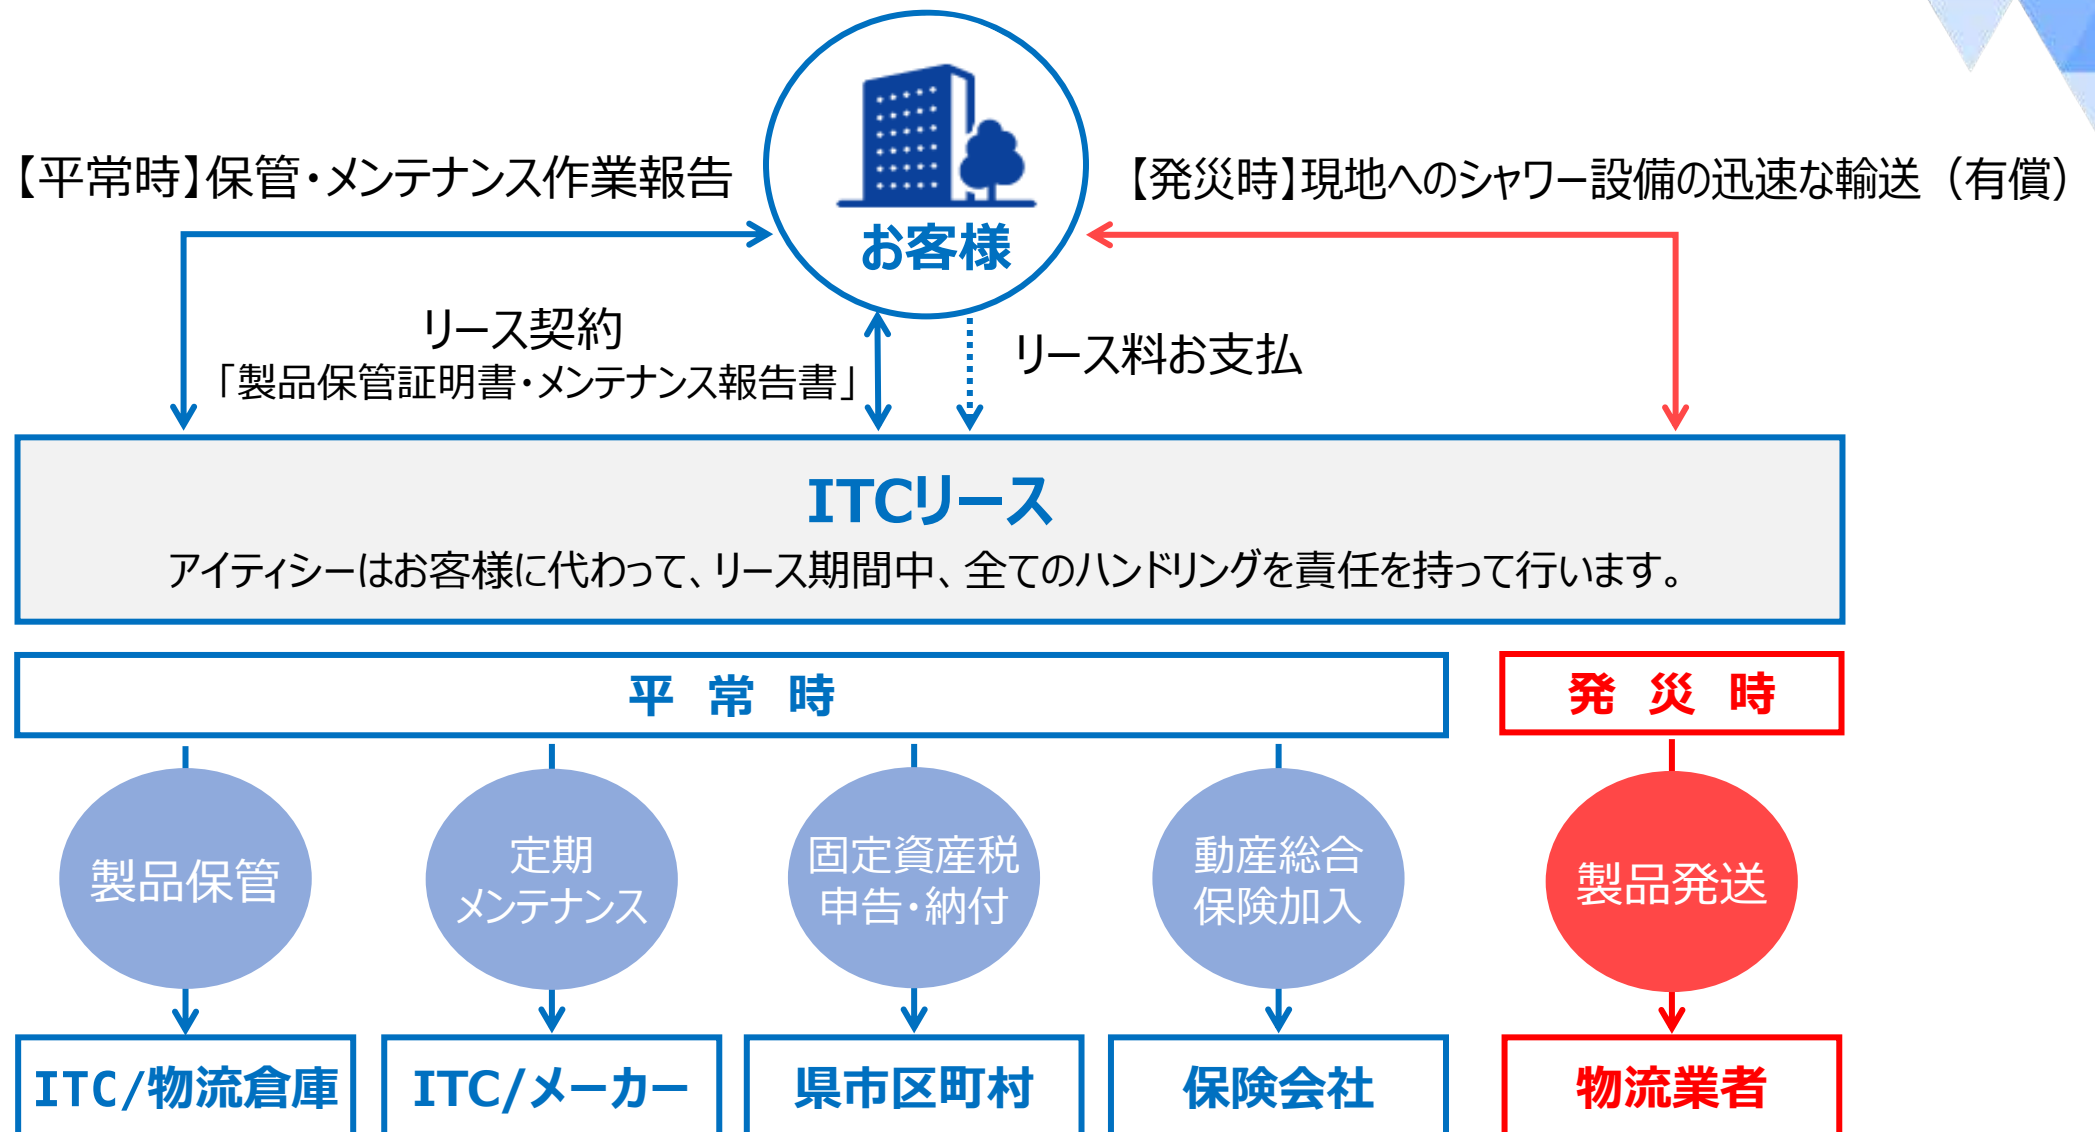 【平常時】保管・メンテナンス作業報告
お客様
【発災時】現地へのシャワー設備の迅速な輸送（有償）
リース契約
「製品保管証明書・メンテナンス報告書」
リース料お支払
ITCリース
アイティシーはお客様に代わって、リース期間中、全てのハンドリングを責任を持って行います。
平 常 時
発 災 時
製品保管
定期
メンテナンス
固定資産税
申告・納付
動産総合
保険加入
製品発送
ITC/物流倉庫
ITC/メーカー
県市区町村
保険会社
物流業者